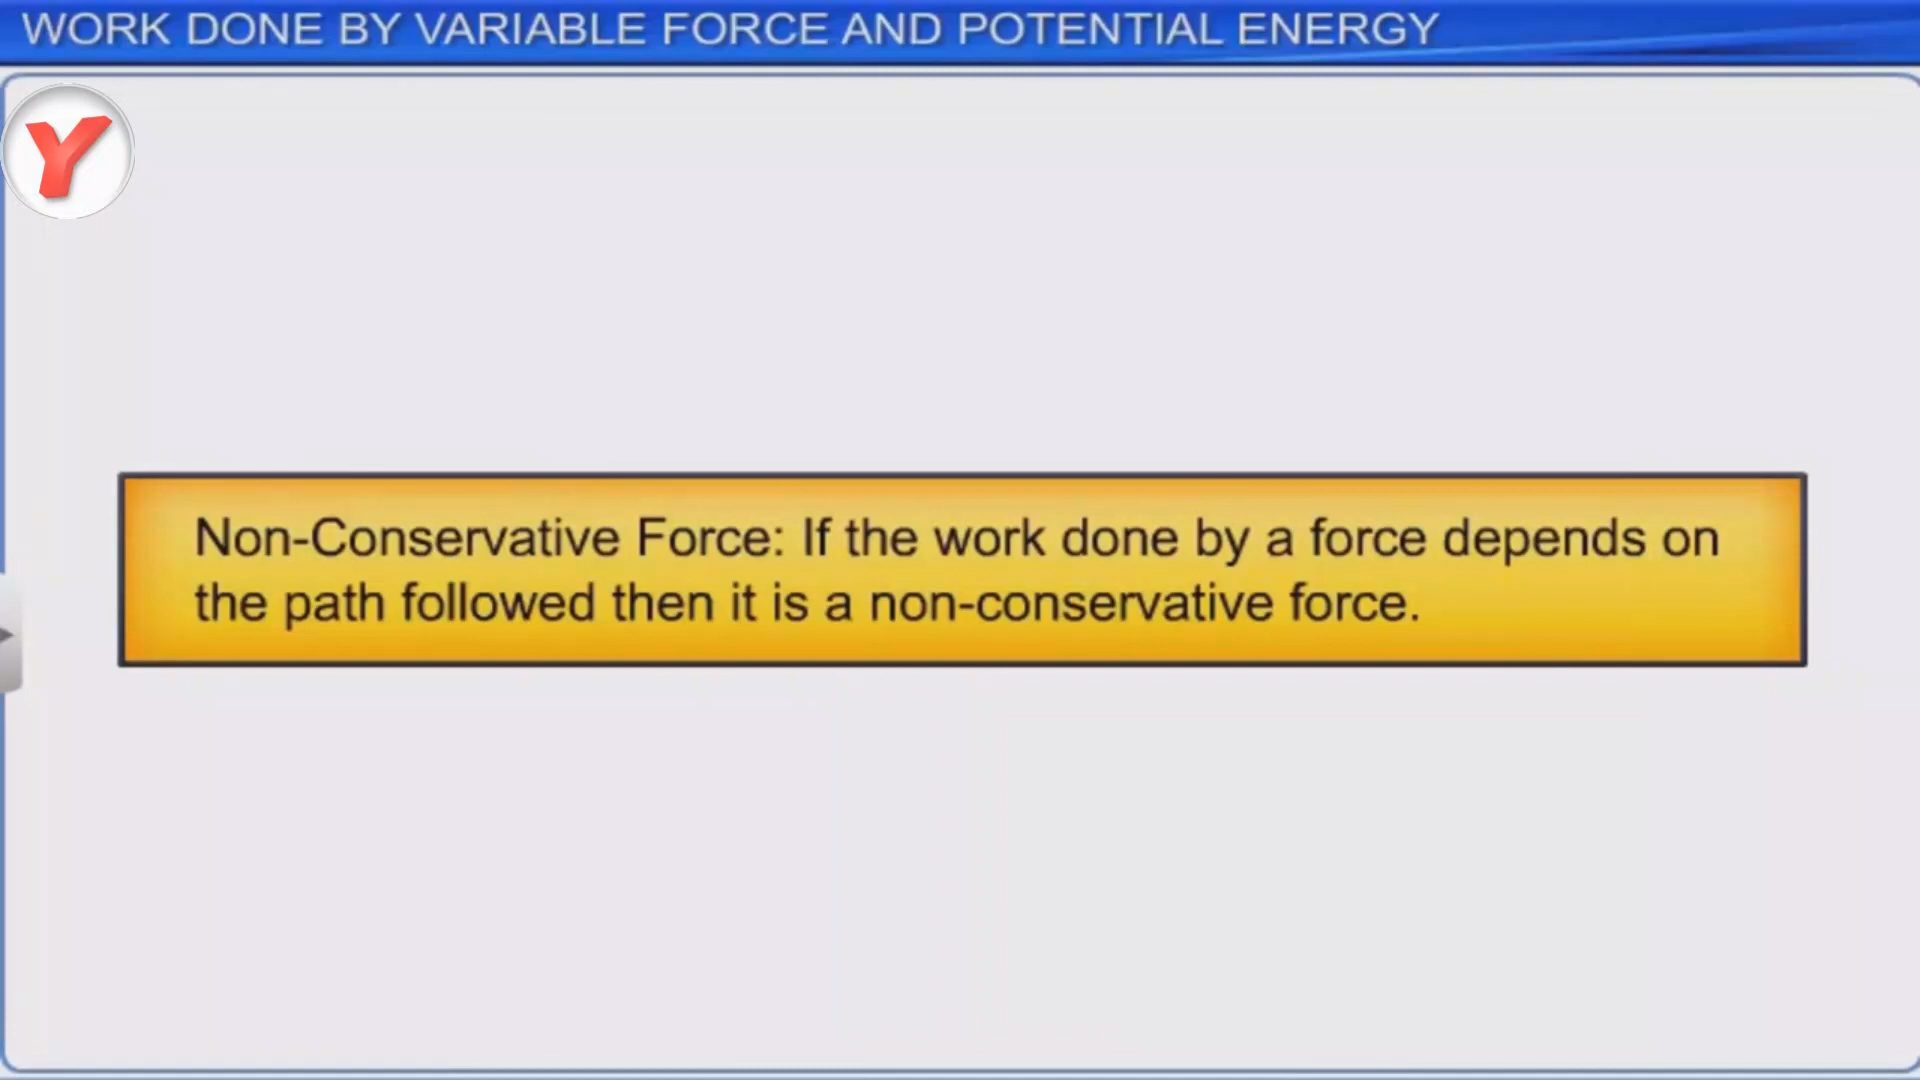 WORK DONE BY VARIABLE FORCE AND POTENTIAL ENERGY
Y
Non-Conservative Force: If the work done by a force depends on
the path followed then it is a non-conservative force.